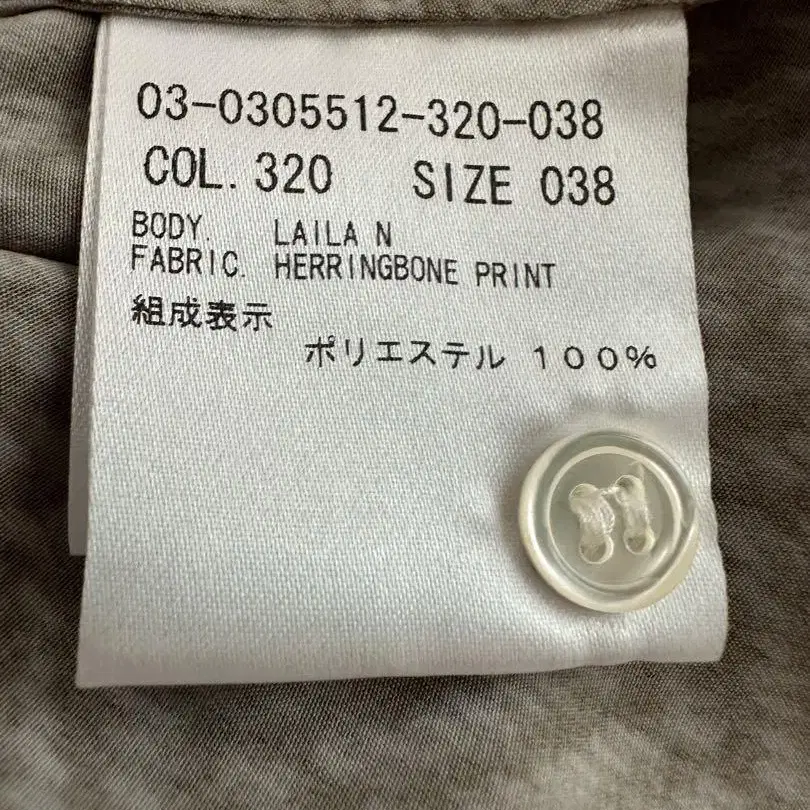 03-0305512-320-038
COL. 320 SIZE 038
BODY. LAILA N
FABRIC. HERRINGBONE PRINT
組成表示
ポリエステル 100%